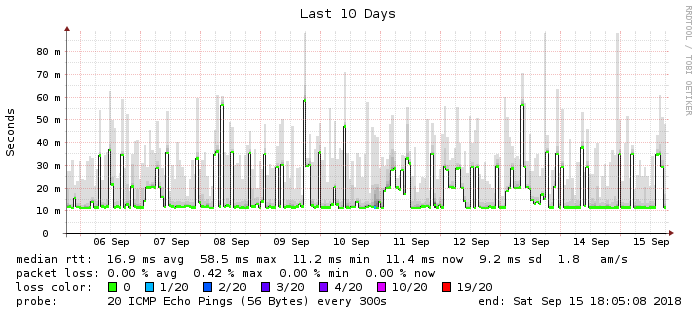 Last 10 Days
RRDTOOL / TOBI OETIKER
Seconds
80 m
70 m
60 m
50 m
40 m
30 m
20 m
10 m
0
06 Sep 07 Sep 08 Sep 09 Sep 10 Sep 11 Sep 12 Sep 13 Sep 14 Sep 15 Sep
median rtt: 16.9 ms avg 58.5 ms max 11.2 ms min 11.4 ms now 9.2 ms sd 1.8 am/s
packet loss: 0.00 % avg 0.42 % max 0.00 % min 0.00 % now
loss color: 0 1/20 2/20 3/20 4/20 10/20 19/20
probe: 20 ICMP Echo Pings (56 Bytes) every 300s end: Sat Sep 15 18:05:08 2018